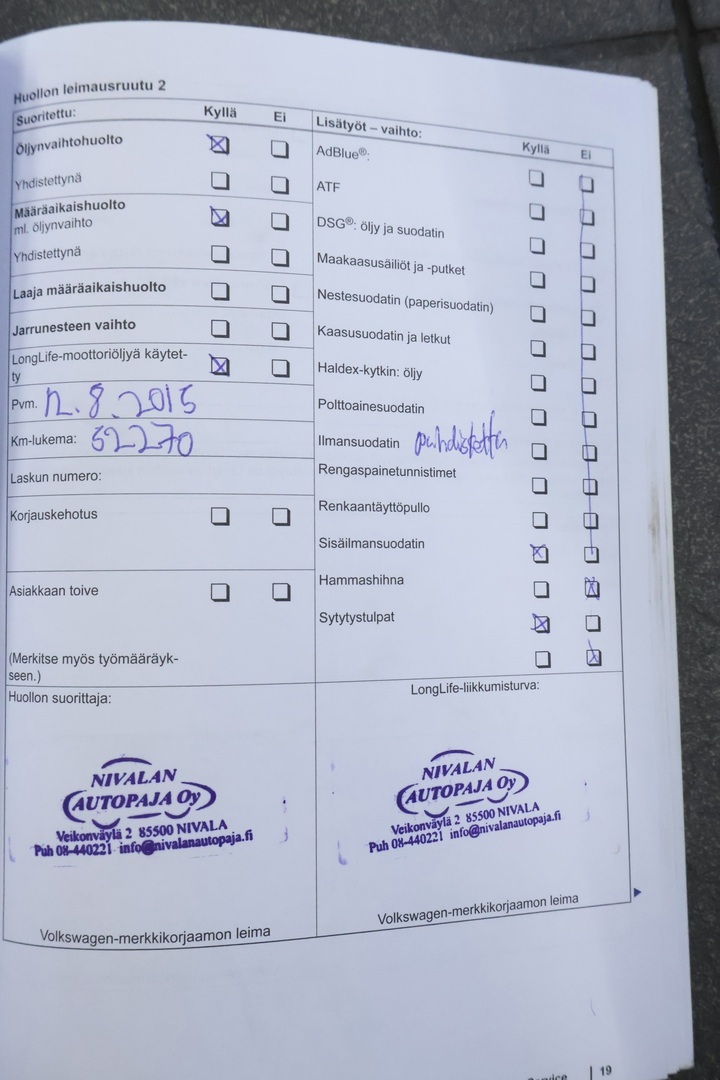 Huollon leimausruutu 2
Suoritettu: Kyllä Ei
Öljynvaihtohuolto
Yhdistettynä
Määräaikaishuolto
ml. öljynvaihto
Yhdistettynä
Laaja määräaikaishuolto
Jarrunesteen vaihto
LongLife-moottoriöljyä käytet-
ty
Pvm. 12.8.2015
Km-lukema: 62270
Laskun numero:
Korjauskehotus
Asiakkaan toive
(Merkitse myös työmääräyk-
seen.)
Lisätyöt – vaihto:
Kyllä Ei
AdBlue®:
ATF
DSG®: öljy ja suodatin
Maakaasusäiliöt ja -putket
Nestesuodatin (paperisuodatin)
Kaasusuodatin ja letkut
Haldex-kytkin: öljy
Polttoainesuodatin
Ilmansuodatin puhdistettu
Rengaspainetunnistimet
Renkaantäyttöpullo
Sisäilmansuodatin
Hammashihna
Sytytystulpat
Huollon suorittaja:
NIVALAN
AUTOPAJA Oy
Veikonväylä 2 85500 NIVALA
Puh 08-440221 info@nivalanautopaja.fi
Volkswagen-merkkikorjaamon leima
LongLife-liikkumisturva:
NIVALAN
AUTOPAJA Oy
Veikonväylä 2 85500 NIVALA
Puh 08-440221 info@nivalanautopaja.fi
Volkswagen-merkkikorjaamon leima
19